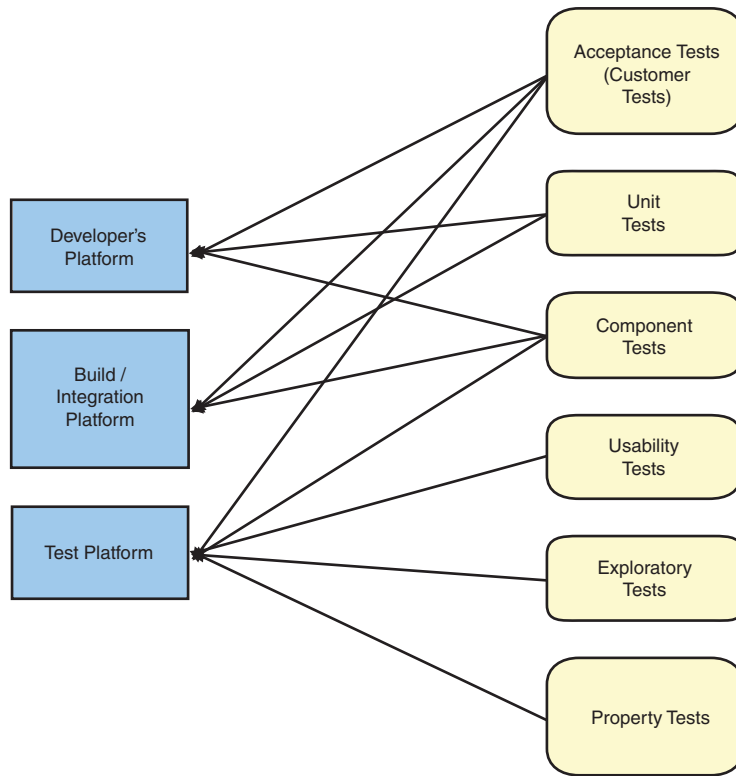 Developer's
Platform
Build /
Integration
Platform
Test Platform
Acceptance Tests
(Customer
Tests)
Unit
Tests
Component
Tests
Usability
Tests
Exploratory
Tests
Property Tests